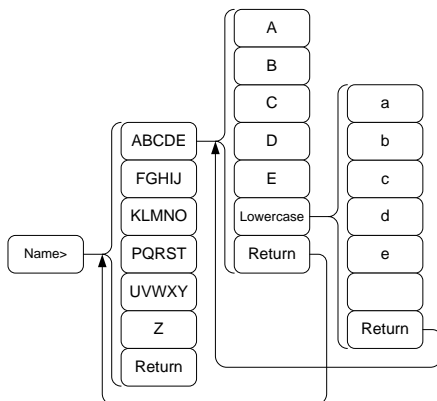 Name>
ABCDE
FGHIJ
KLMNO
PQRST
UVWXY
Z
Return
A
B
C
D
E
Lowercase
Return
a
b
c
d
e
Return